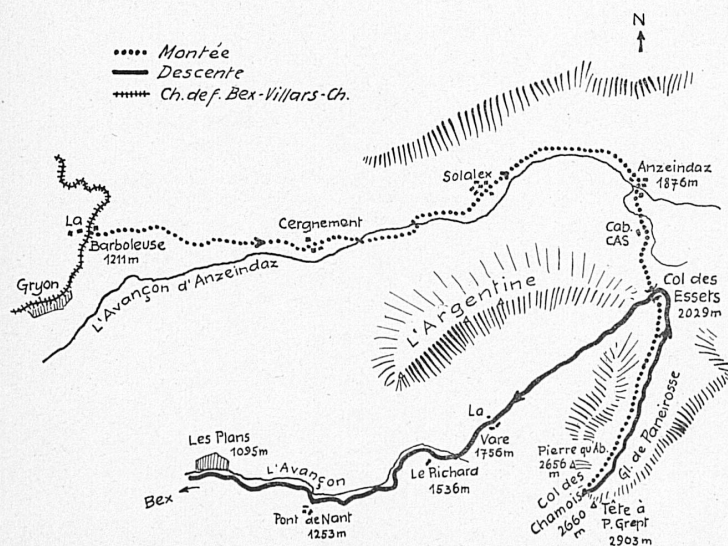 N
Montée
Descente
Ch. de f. Bex-Villars-Ch.
Solalex
Anzeindaz
1876m
La
Barboleuse
1211m
Cergnement
Cab.
CAS
Gryon
L'Avançon d'Anzeindaz
L'Argentine
Col des
Essets
2029m
La
Vare
1756m
Les Plans
1095m
L'Avançon
Le Richard
1536m
Bex
Pont de Nant
1253m
Pierre qu'Ab.
2656
m
Gl. de Paneirosse
Col des
Chamois
2660
m
Tête à
P. Grept
2903m